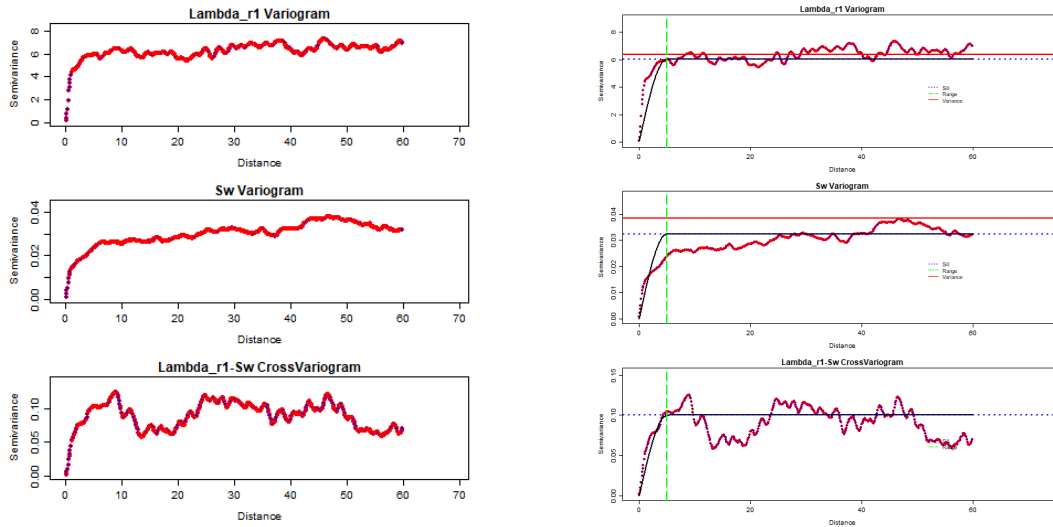 Lambda_r1 Variogram
Semivariance
0 2 4 6 8
0 10 20 30 40 50 60 70
Distance
Sw Variogram
Semivariance
0.00 0.02 0.04
0 10 20 30 40 50 60 70
Distance
Lambda_r1-Sw CrossVariogram
Semivariance
0.00 0.05 0.10
0 10 20 30 40 50 60 70
Distance
Lambda_r1 Variogram
Semivariance
0 2 4 6 8
0 20 40 60
Distance
Sill
Range
Variance
Sw Variogram
Semivariance
0.00 0.01 0.02 0.03 0.04
0 20 40 60
Distance
Sill
Range
Variance
Lambda_r1-Sw CrossVariogram
Semivariance
0.00 0.05 0.10 0.15
0 20 40 60
Distance
Range